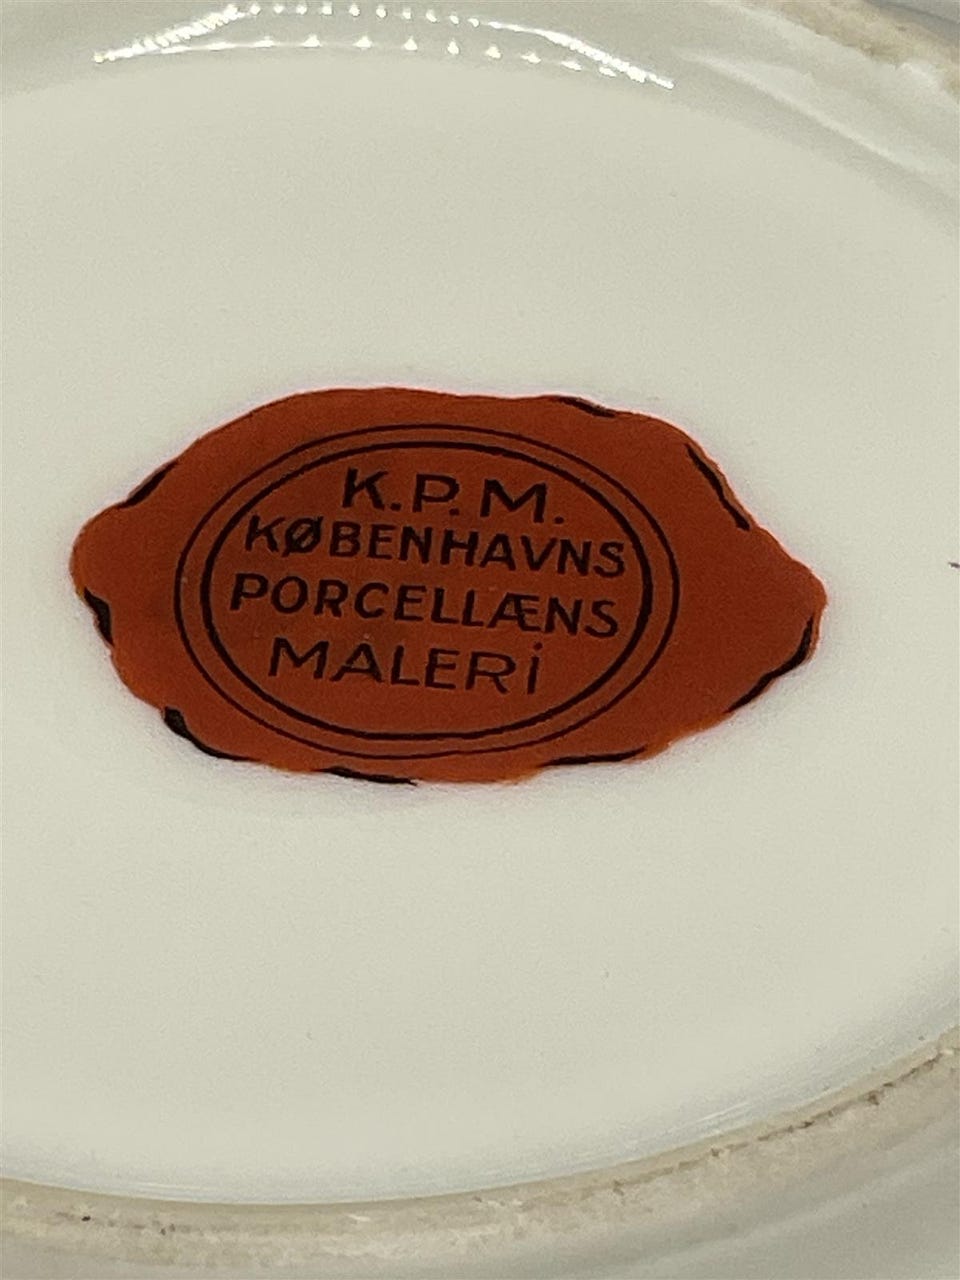 K.P.M.
KØBENHAVNS
PORCELLÆNS
MALERi